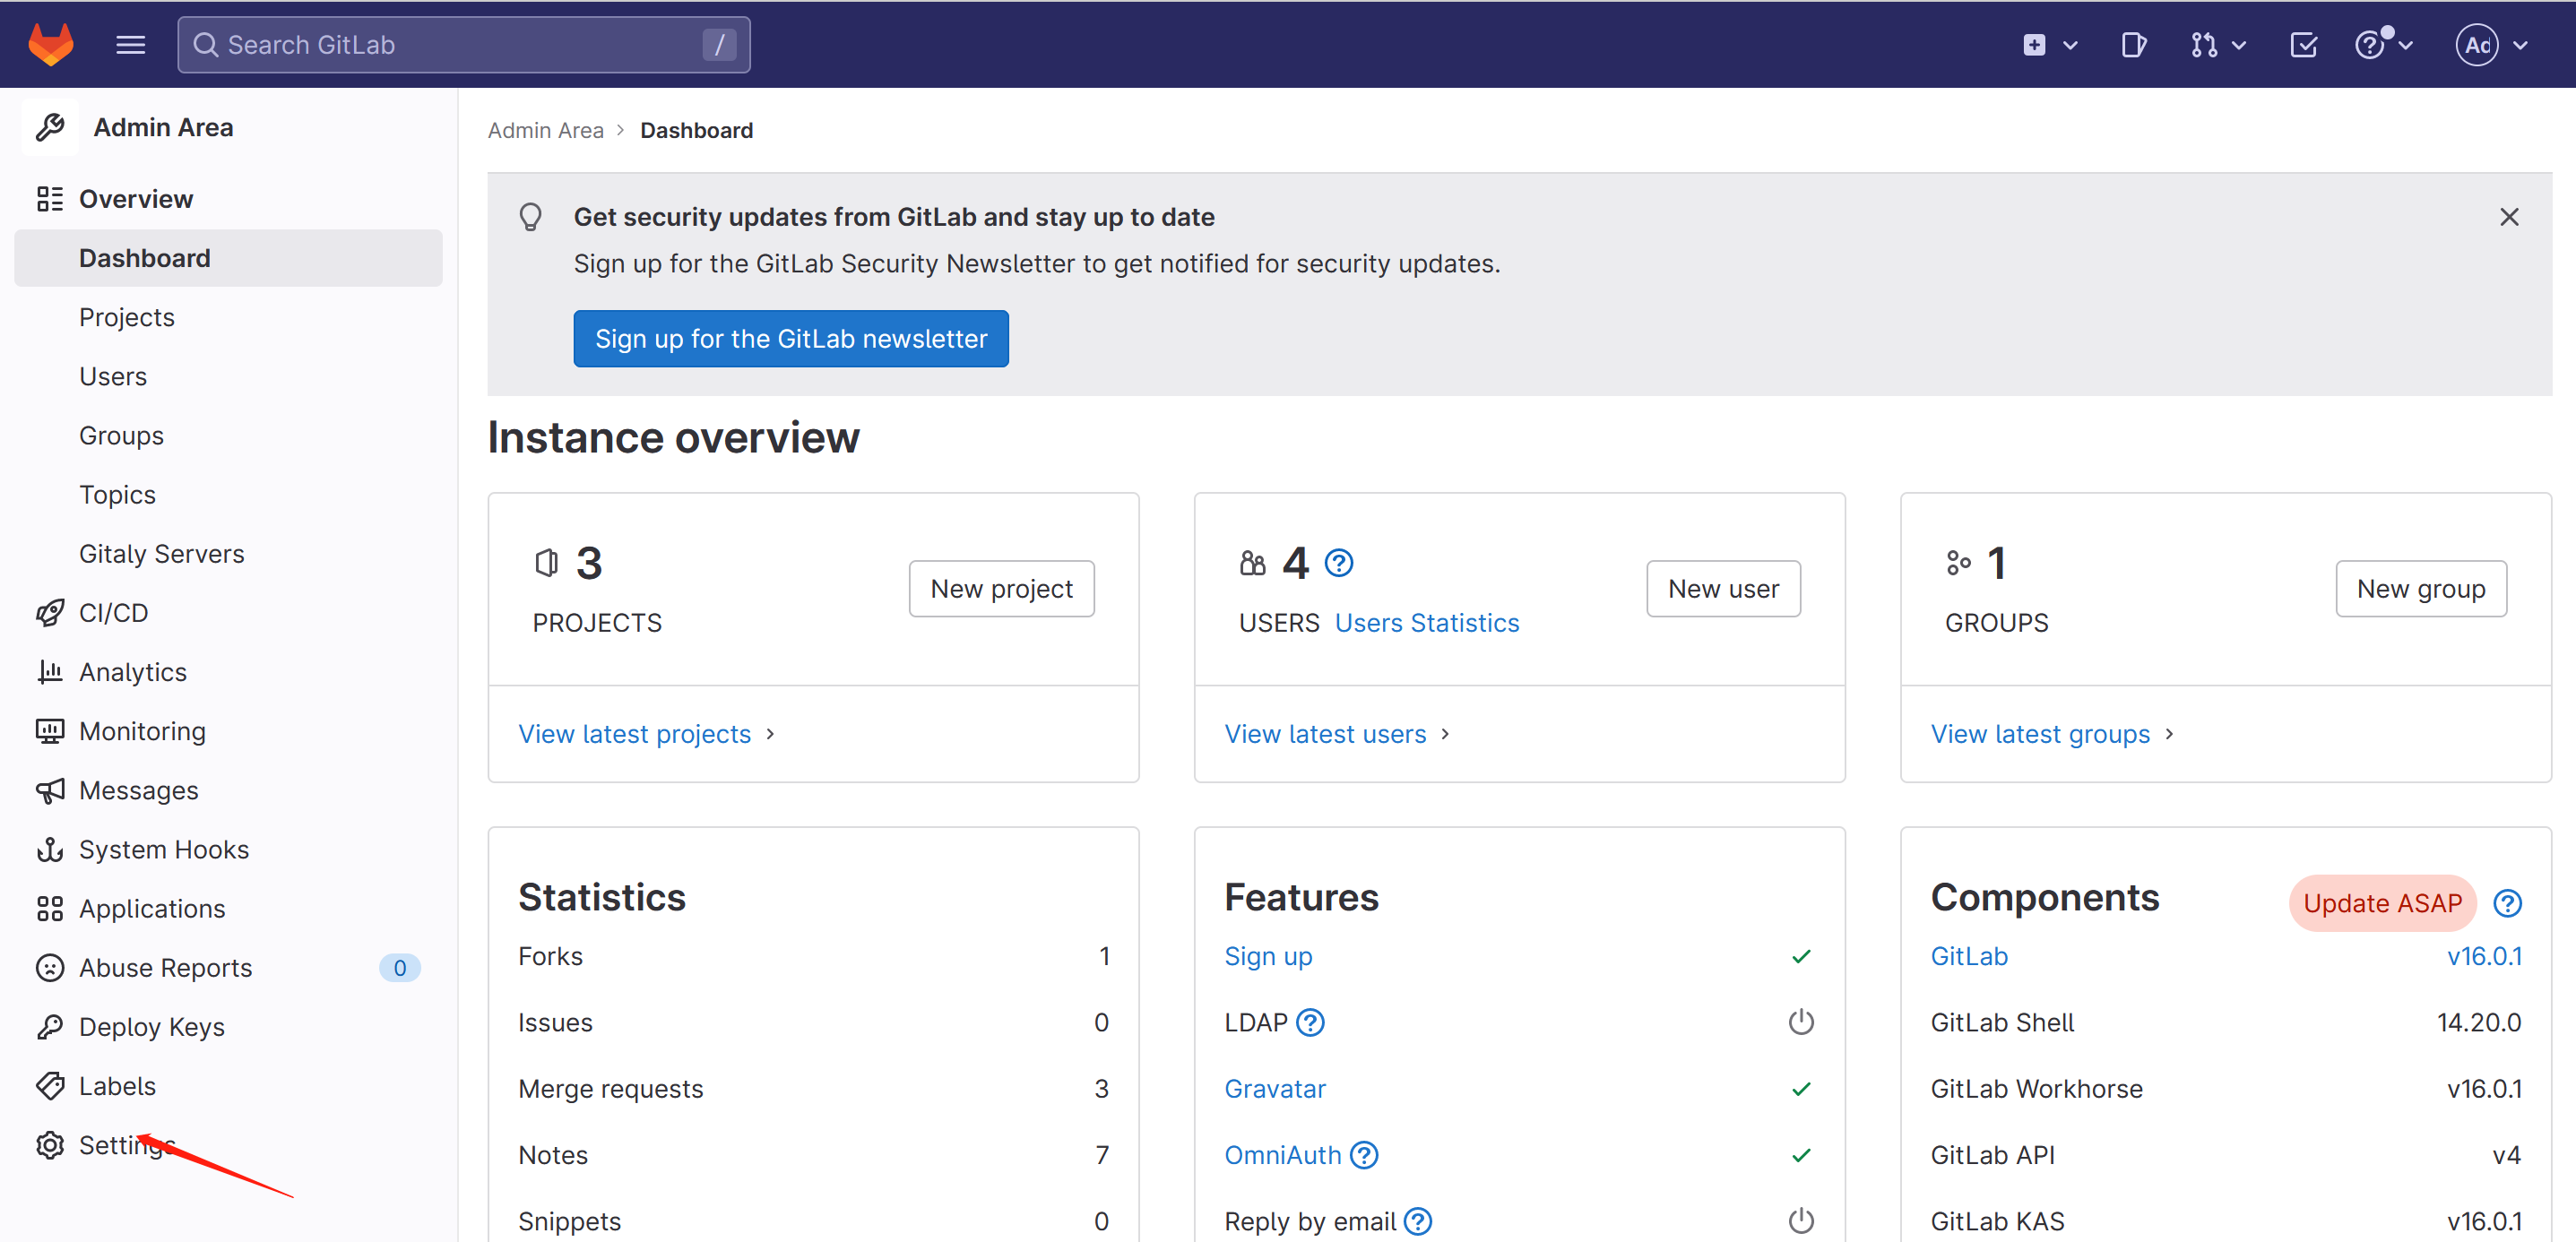 Search GitLab /
Ad
Admin Area
Overview
Dashboard
Projects
Users
Groups
Topics
Gitaly Servers
CI/CD
Analytics
Monitoring
Messages
System Hooks
Applications
Abuse Reports 0
Deploy Keys
Labels
Settings
Admin Area › Dashboard
Get security updates from GitLab and stay up to date
Sign up for the GitLab Security Newsletter to get notified for security updates.
Sign up for the GitLab newsletter
Instance overview
3
PROJECTS
New project
View latest projects
4
USERS Users Statistics
New user
View latest users
1
GROUPS
New group
View latest groups
Statistics
Forks 1
Issues 0
Merge requests 3
Notes 7
Snippets 0
Features
Sign up
LDAP
Gravatar
OmniAuth
Reply by email
Components Update ASAP
GitLab v16.0.1
GitLab Shell 14.20.0
GitLab Workhorse v16.0.1
GitLab API v4
GitLab KAS v16.0.1